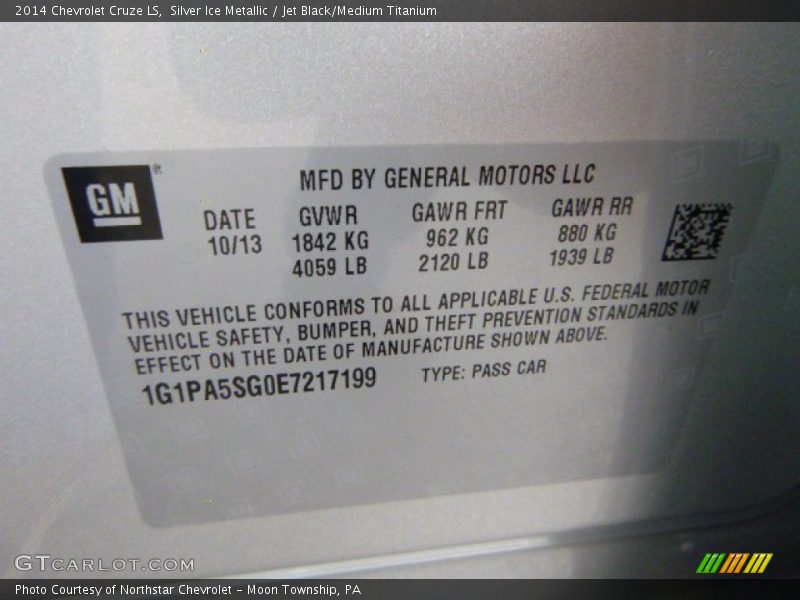 2014 Chevrolet Cruze LS,  Silver Ice Metallic / Jet Black/Medium Titanium
GM
MFD BY GENERAL MOTORS LLC
DATE GVWR GAWR FRT GAWR RR
10/13 1842 KG 962 KG 880 KG
4059 LB 2120 LB 1939 LB
THIS VEHICLE CONFORMS TO ALL APPLICABLE U.S. FEDERAL MOTOR
VEHICLE SAFETY, BUMPER, AND THEFT PREVENTION STANDARDS IN
EFFECT ON THE DATE OF MANUFACTURE SHOWN ABOVE.
1G1PA5SG0E7217199 TYPE: PASS CAR
GTCARLOT.COM
Photo Courtesy of Northstar Chevrolet – Moon Township, PA